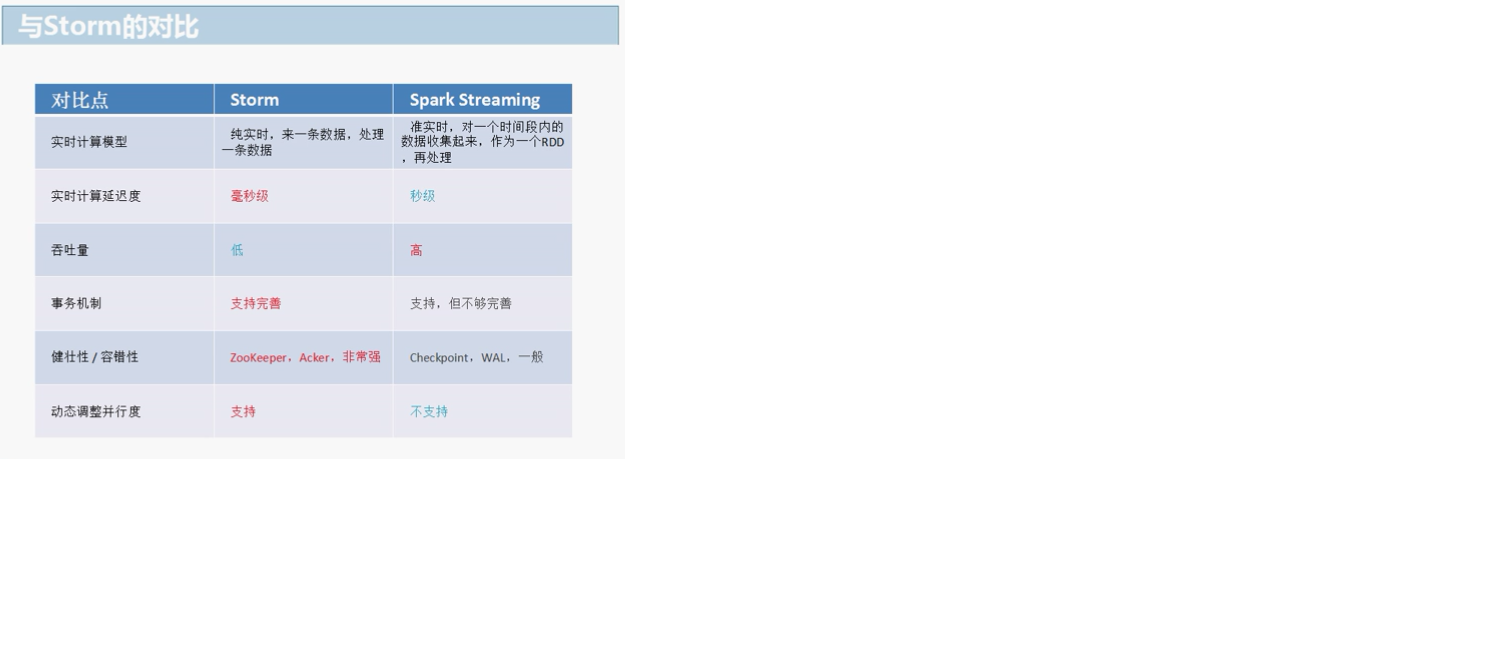 与Storm的对比
对比点 Storm Spark Streaming
实时计算模型
纯实时，来一条数据，处理
一条数据
准实时，对一个时间段内的
数据收集起来，作为一个RDD
，再处理
实时计算延迟度 毫秒级 秒级
吞吐量 低 高
事务机制 支持完善 支持，但不够完善
健壮性 / 容错性 ZooKeeper，Acker，非常强 Checkpoint，WAL，一般
动态调整并行度 支持 不支持